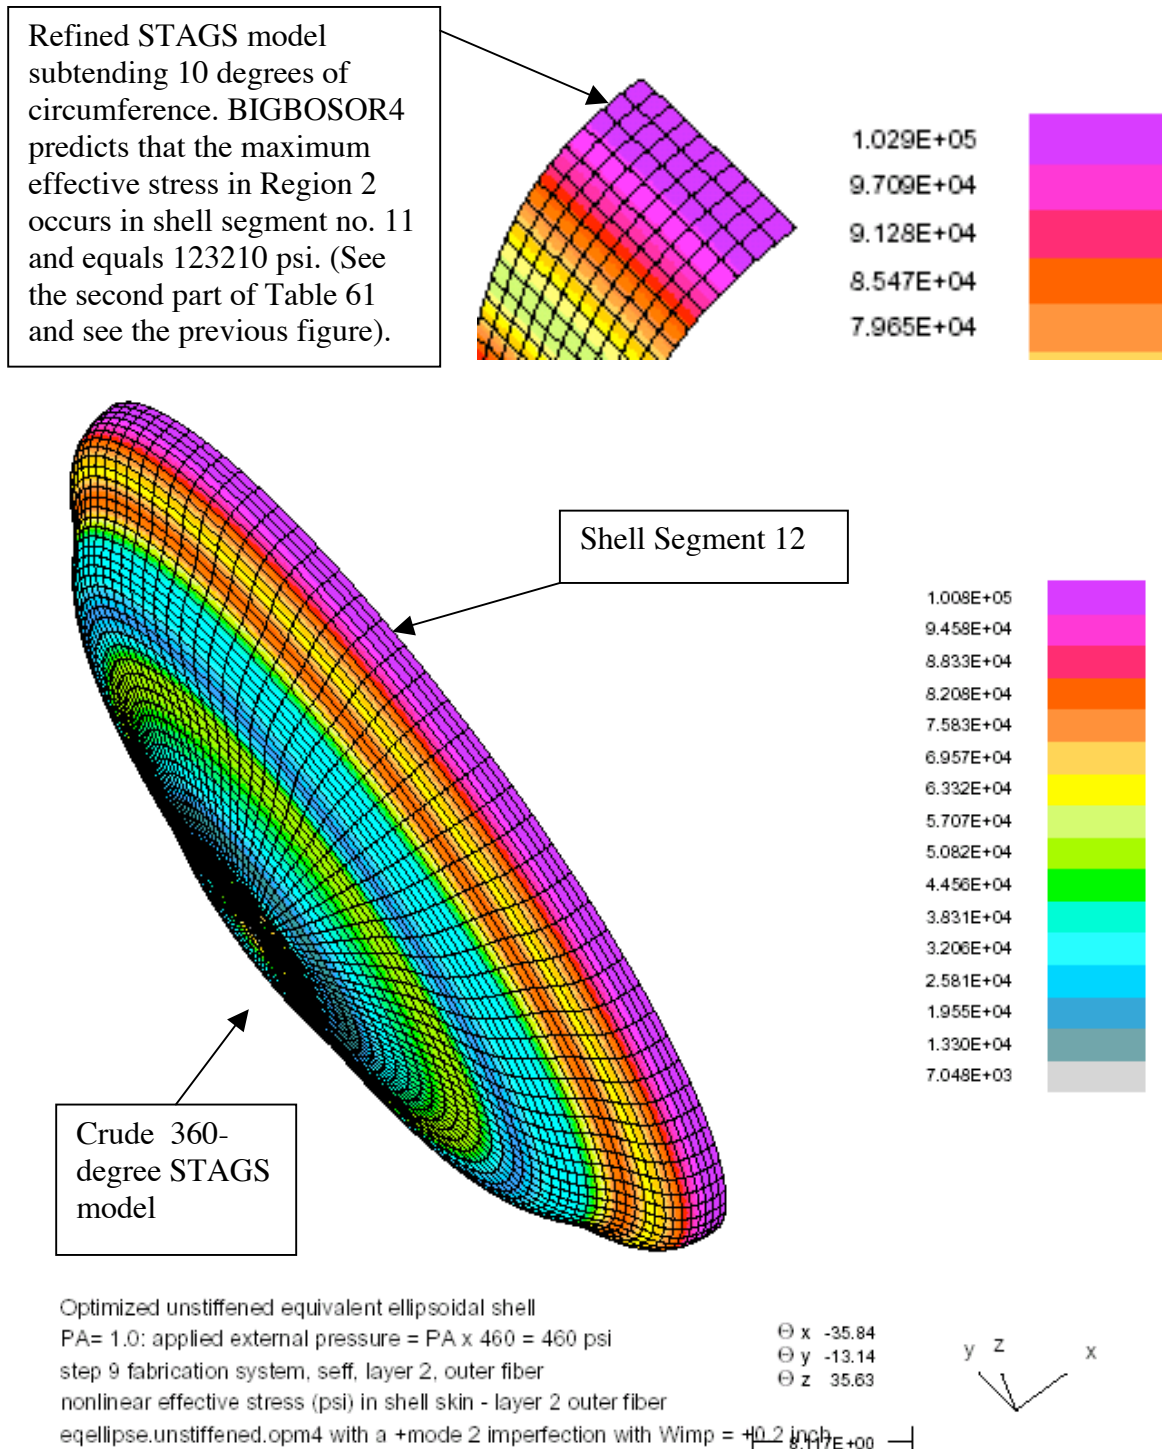 Refined STAGS model
subtending 10 degrees of
circumference. BIGBOSOR4
predicts that the maximum
effective stress in Region 2
occurs in shell segment no. 11
and equals 123210 psi. (See
the second part of Table 61
and see the previous figure).
1.029E+05
9.709E+04
9.128E+04
8.547E+04
7.965E+04
Shell Segment 12
1.008E+05
9.458E+04
8.833E+04
8.208E+04
7.583E+04
6.957E+04
6.332E+04
5.707E+04
5.082E+04
4.456E+04
3.831E+04
3.206E+04
2.581E+04
1.955E+04
1.330E+04
7.048E+03
Crude 360-
degree STAGS
model
Optimized unstiffened equivalent ellipsoidal shell
PA= 1.0: applied external pressure = PA x 460 = 460 psi
step 9 fabrication system, seff, layer 2, outer fiber
nonlinear effective stress (psi) in shell skin - layer 2 outer fiber
eqellipse.unstiffened.opm4 with a +mode 2 imperfection with Wimp = +0.2 inch
Θ x -35.84
Θ y -13.14
Θ z 35.63
y z x
8.117E+00